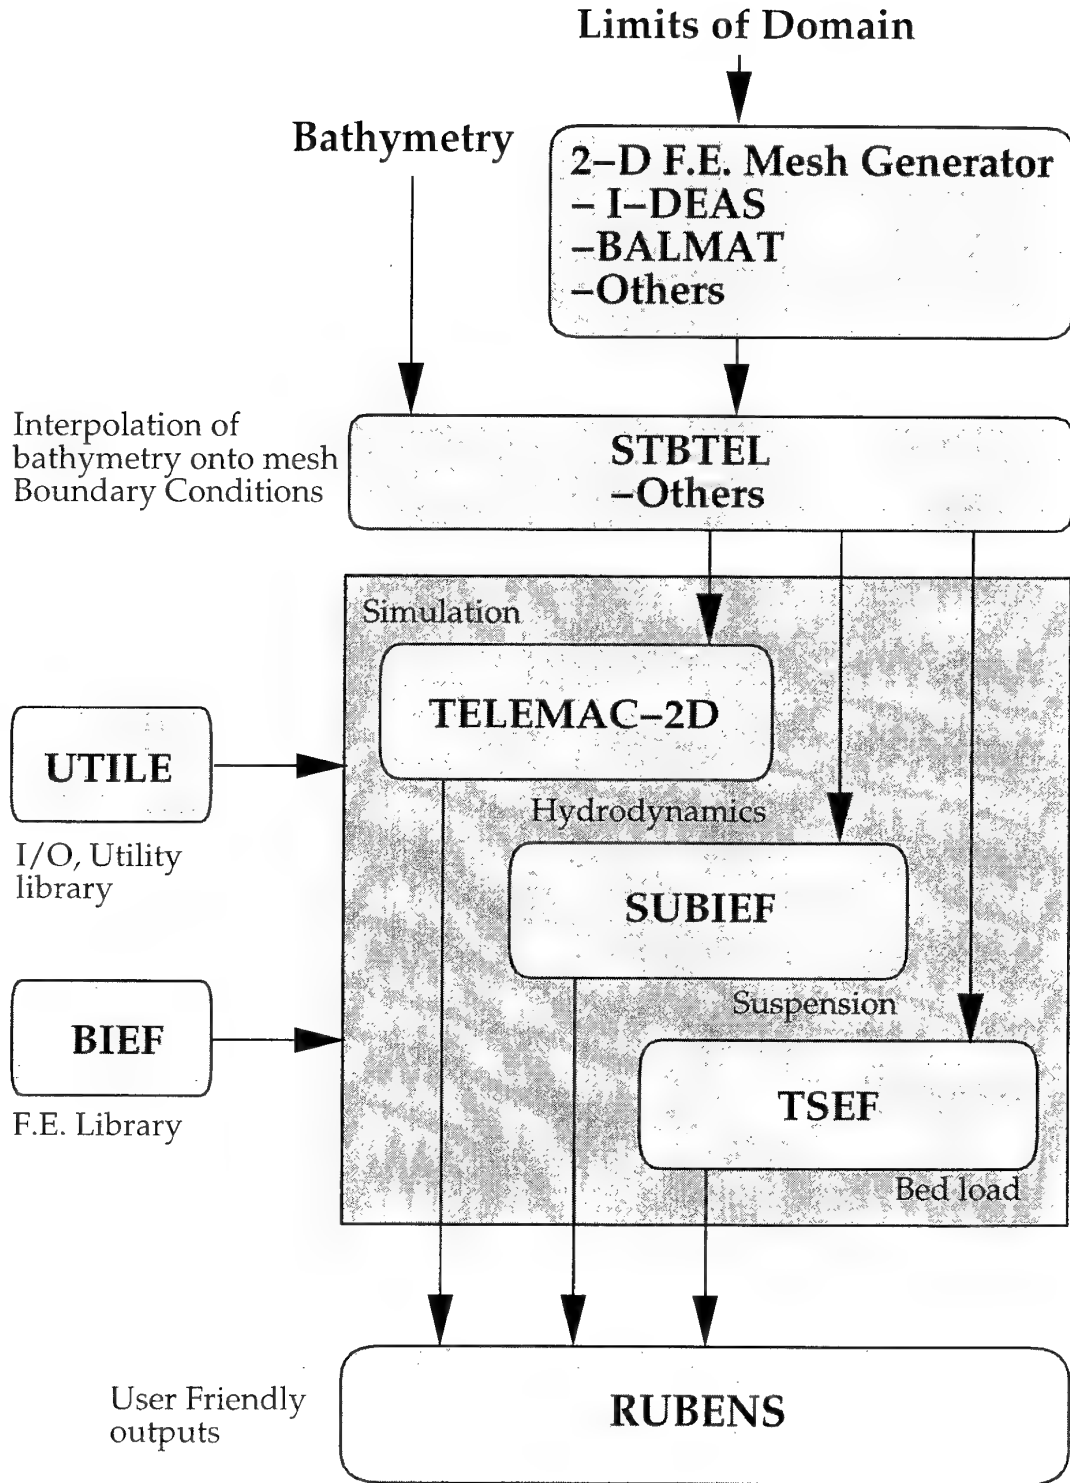 Limits of Domain
Bathymetry
2–D F.E. Mesh Generator
– I–DEAS
–BALMAT
–Others
Interpolation of
bathymetry onto mesh
Boundary Conditions
STBTEL
–Others
Simulation
TELEMAC–2D
UTILE
Hydrodynamics
I/O, Utility
library
SUBIEF
Suspension
BIEF
TSEF
F.E. Library
Bed load
User Friendly
outputs
RUBENS